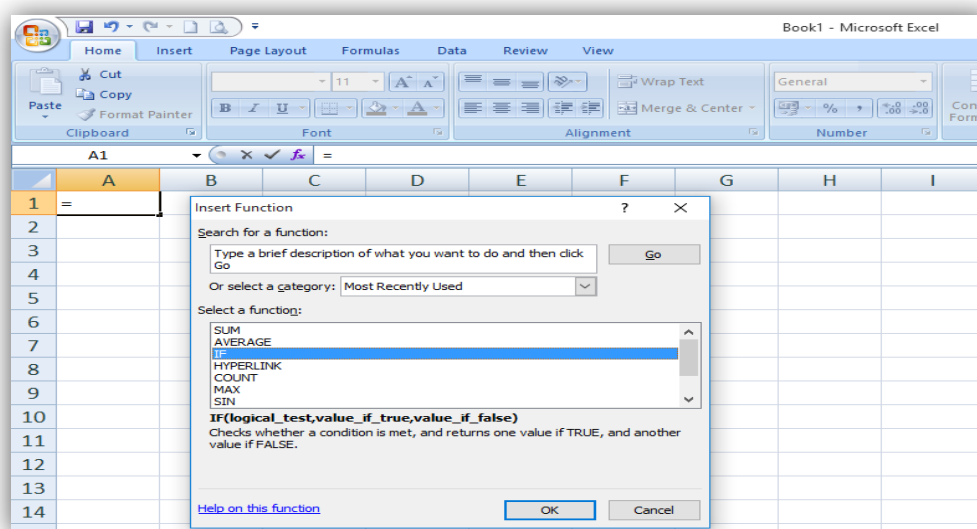 Book1 - Microsoft Excel
Home Insert Page Layout Formulas Data Review View
Cut
Copy
Format Painter
Paste
11
B I U
A A
Wrap Text
Merge & Center
General
% ,
Clipboard Font Alignment Number
A1 fx =
A B C D E F G H I
1 =
2
3
4
5
6
7
8
9
10
11
12
13
14
Insert Function ?
Search for a function:
Type a brief description of what you want to do and then click
Go
Go
Or select a category: Most Recently Used
Select a function:
SUM
AVERAGE
IF
HYPERLINK
COUNT
MAX
SIN
IF(logical_test,value_if_true,value_if_false)
Checks whether a condition is met, and returns one value if TRUE, and another
value if FALSE.
Help on this function OK Cancel